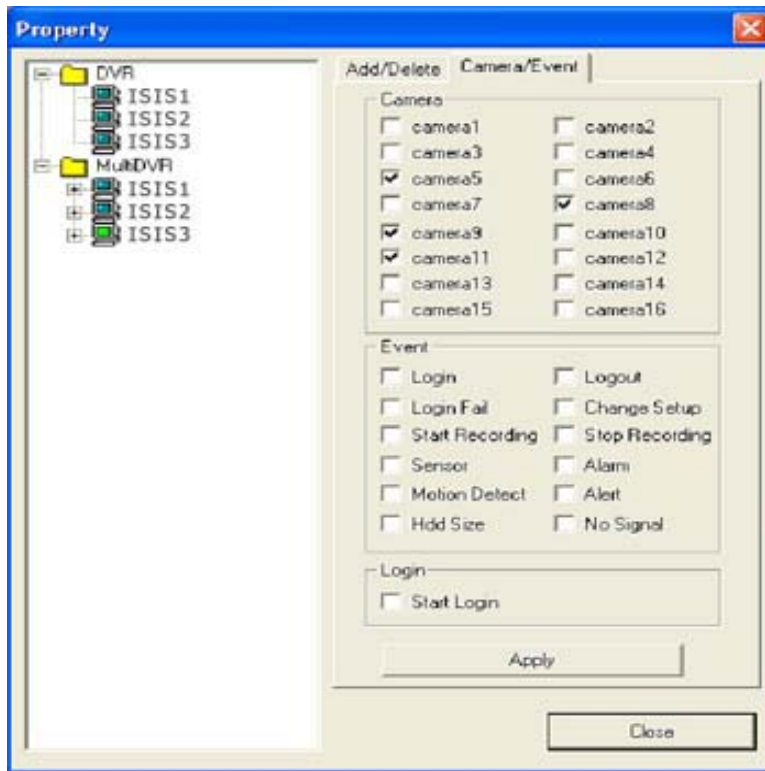 Property
DVR
ISIS1
ISIS2
ISIS3
MultiDVR
ISIS1
ISIS2
ISIS3
Add/Delete Camera/Event
Camera
camera1 camera2
camera3 camera4
camera5 camera6
camera7 camera8
camera9 camera10
camera11 camera12
camera13 camera14
camera15 camera16
Event
Login Logout
Login Fail Change Setup
Start Recording Stop Recording
Sensor Alarm
Motion Detect Alert
Hdd Size No Signal
Login
Start Login
Apply
Close